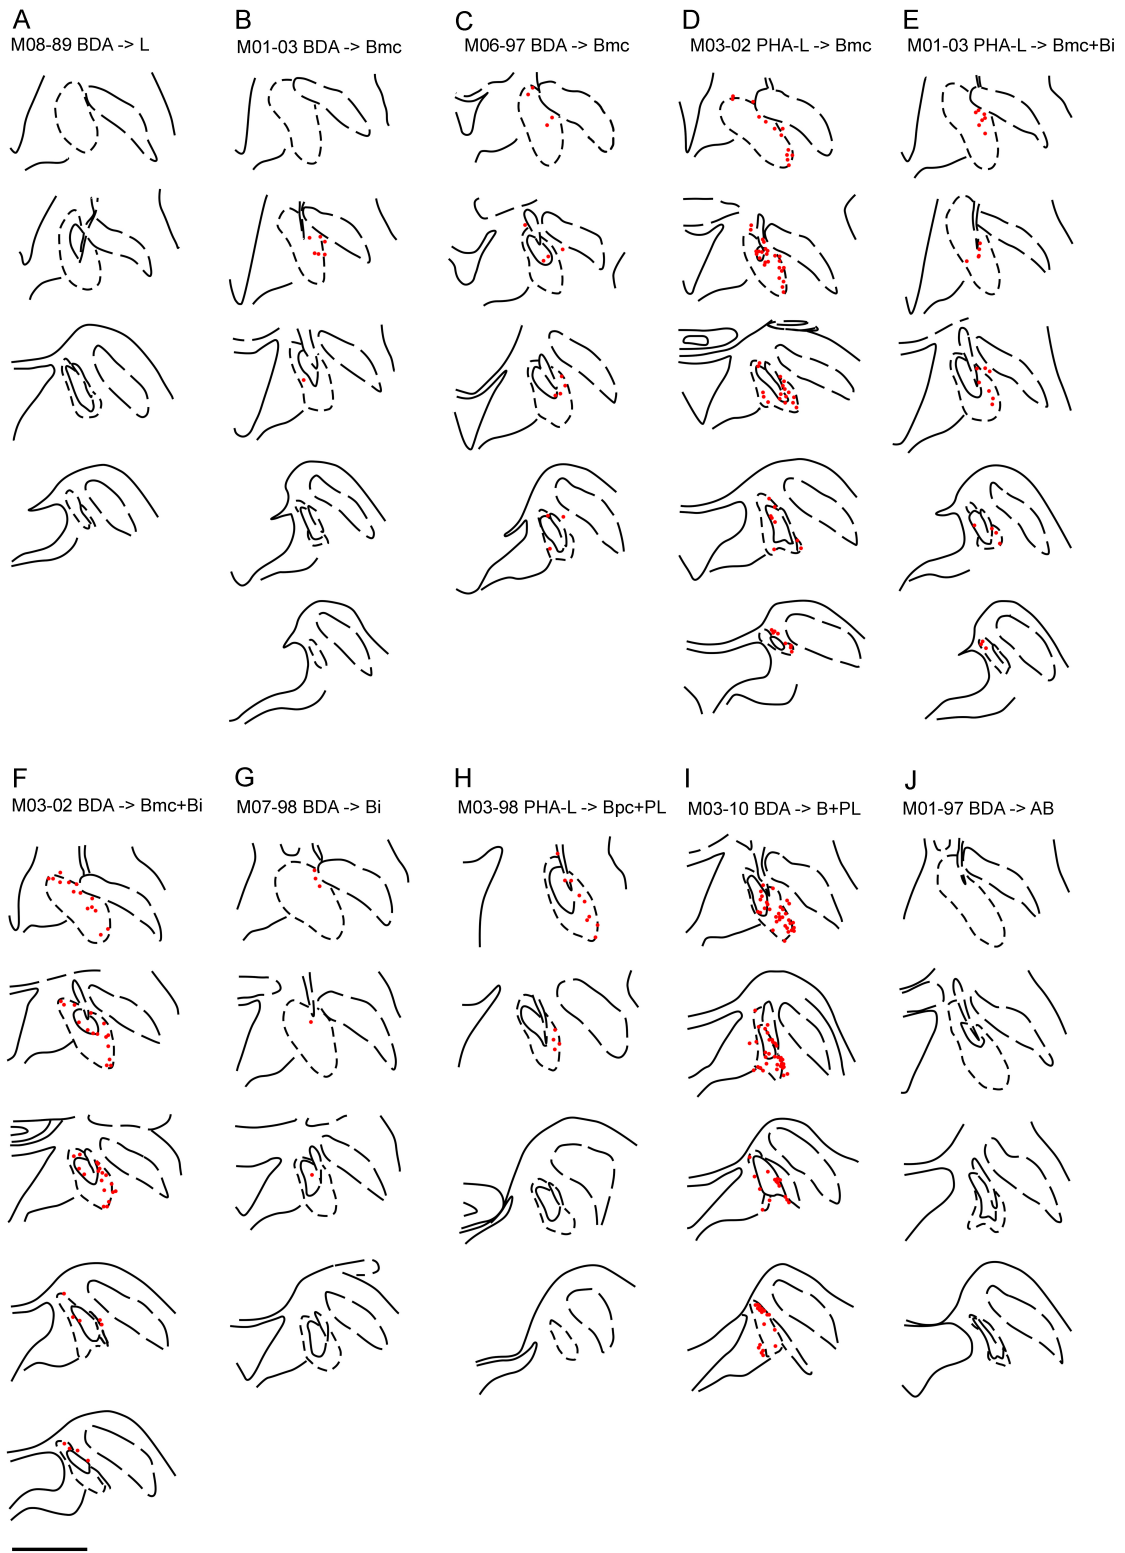 A
M08-89 BDA -> L
B
M01-03 BDA -> Bmc
C
M06-97 BDA -> Bmc
D
M03-02 PHA-L -> Bmc
E
M01-03 PHA-L -> Bmc+Bi
F
M03-02 BDA -> Bmc+Bi
G
M07-98 BDA -> Bi
H
M03-98 PHA-L -> Bpc+PL
I
M03-10 BDA -> B+PL
J
M01-97 BDA -> AB